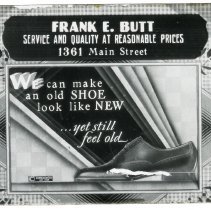 FRANK E. BUTT
SERVICE AND QUALITY AT REASONABLE PRICES
1361 Main Street
We can make
an old SHOE
look like NEW
...yet still
feel old...